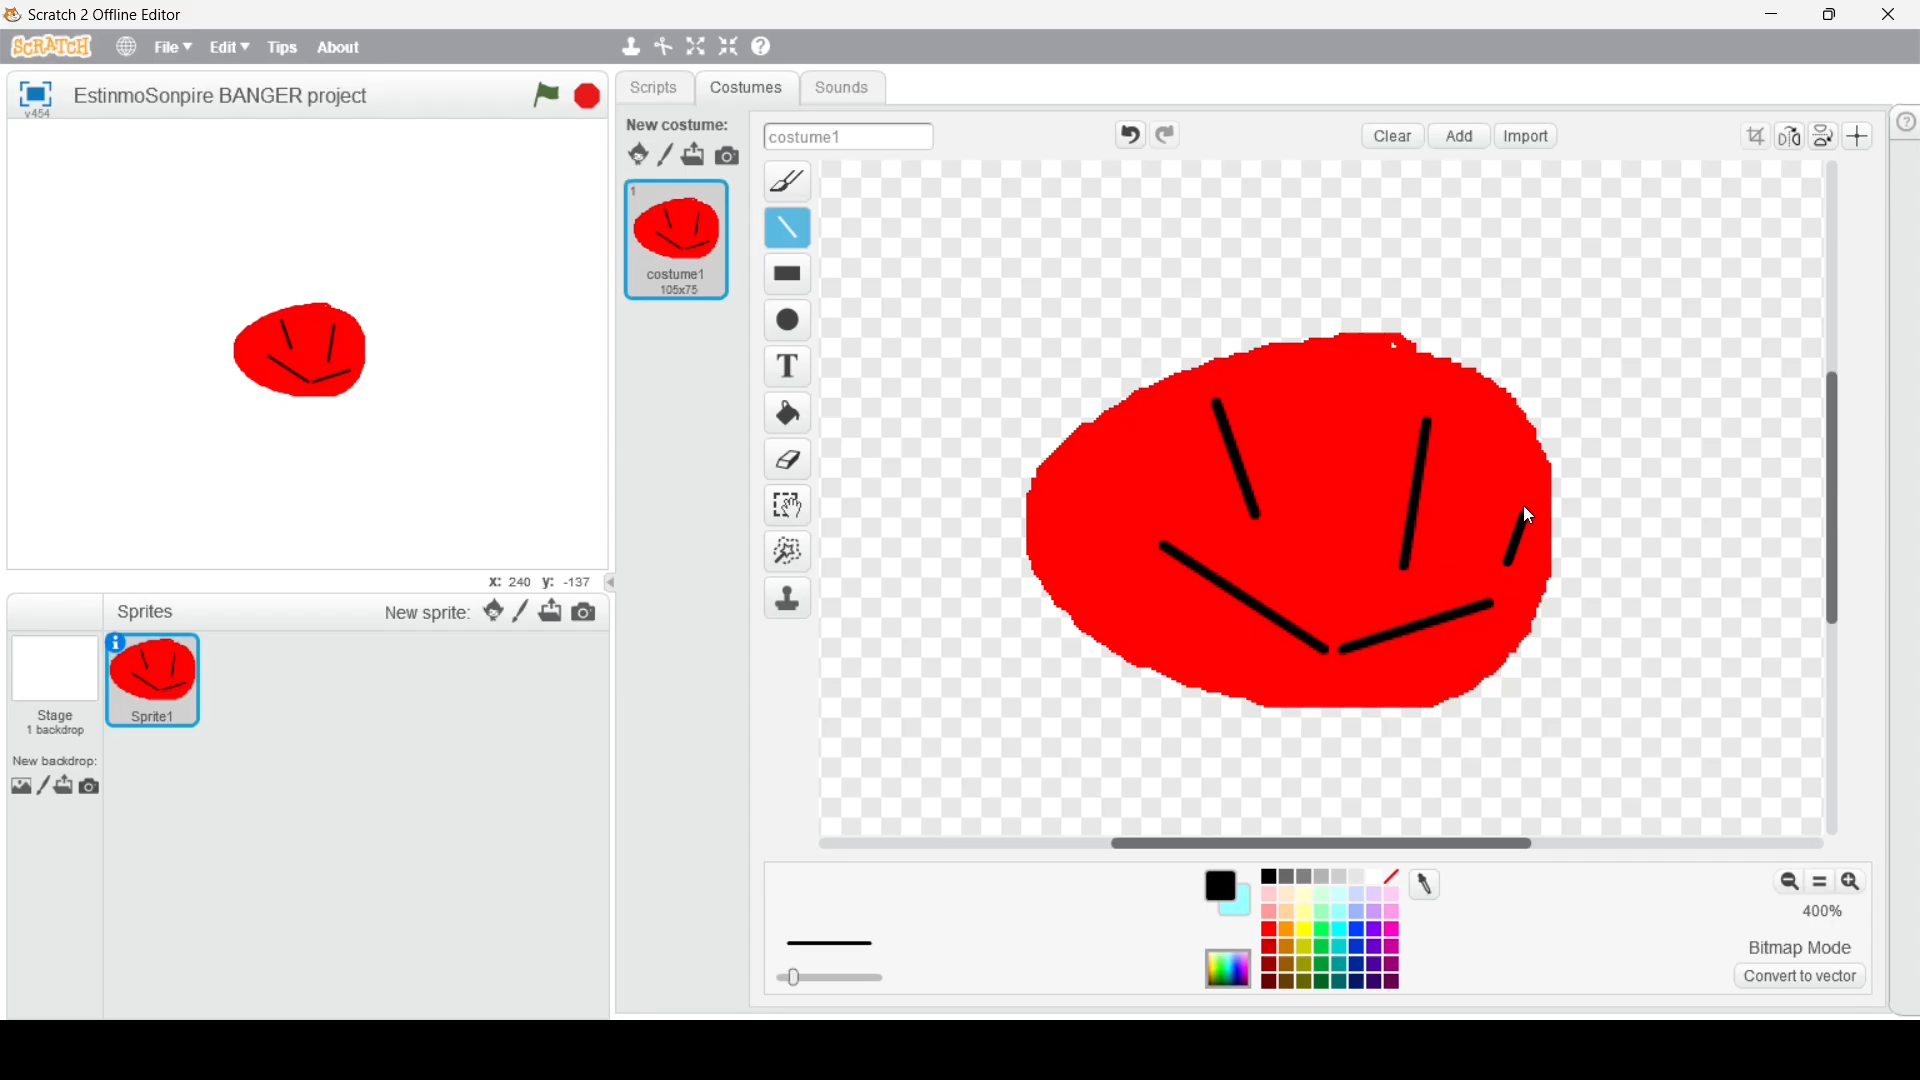 Scratch 2 Offline Editor
SCRATCH File Edit Tips About
v454
EstinmoSonpire BANGER project
Scripts Costumes Sounds
New costume:
costume1
Clear Add Import
1
costume1
105x75
T
X: 240 y: -137
Sprites New sprite:
Stage
1 backdrop
New backdrop:
Sprite1
400%
Bitmap Mode
Convert to vector